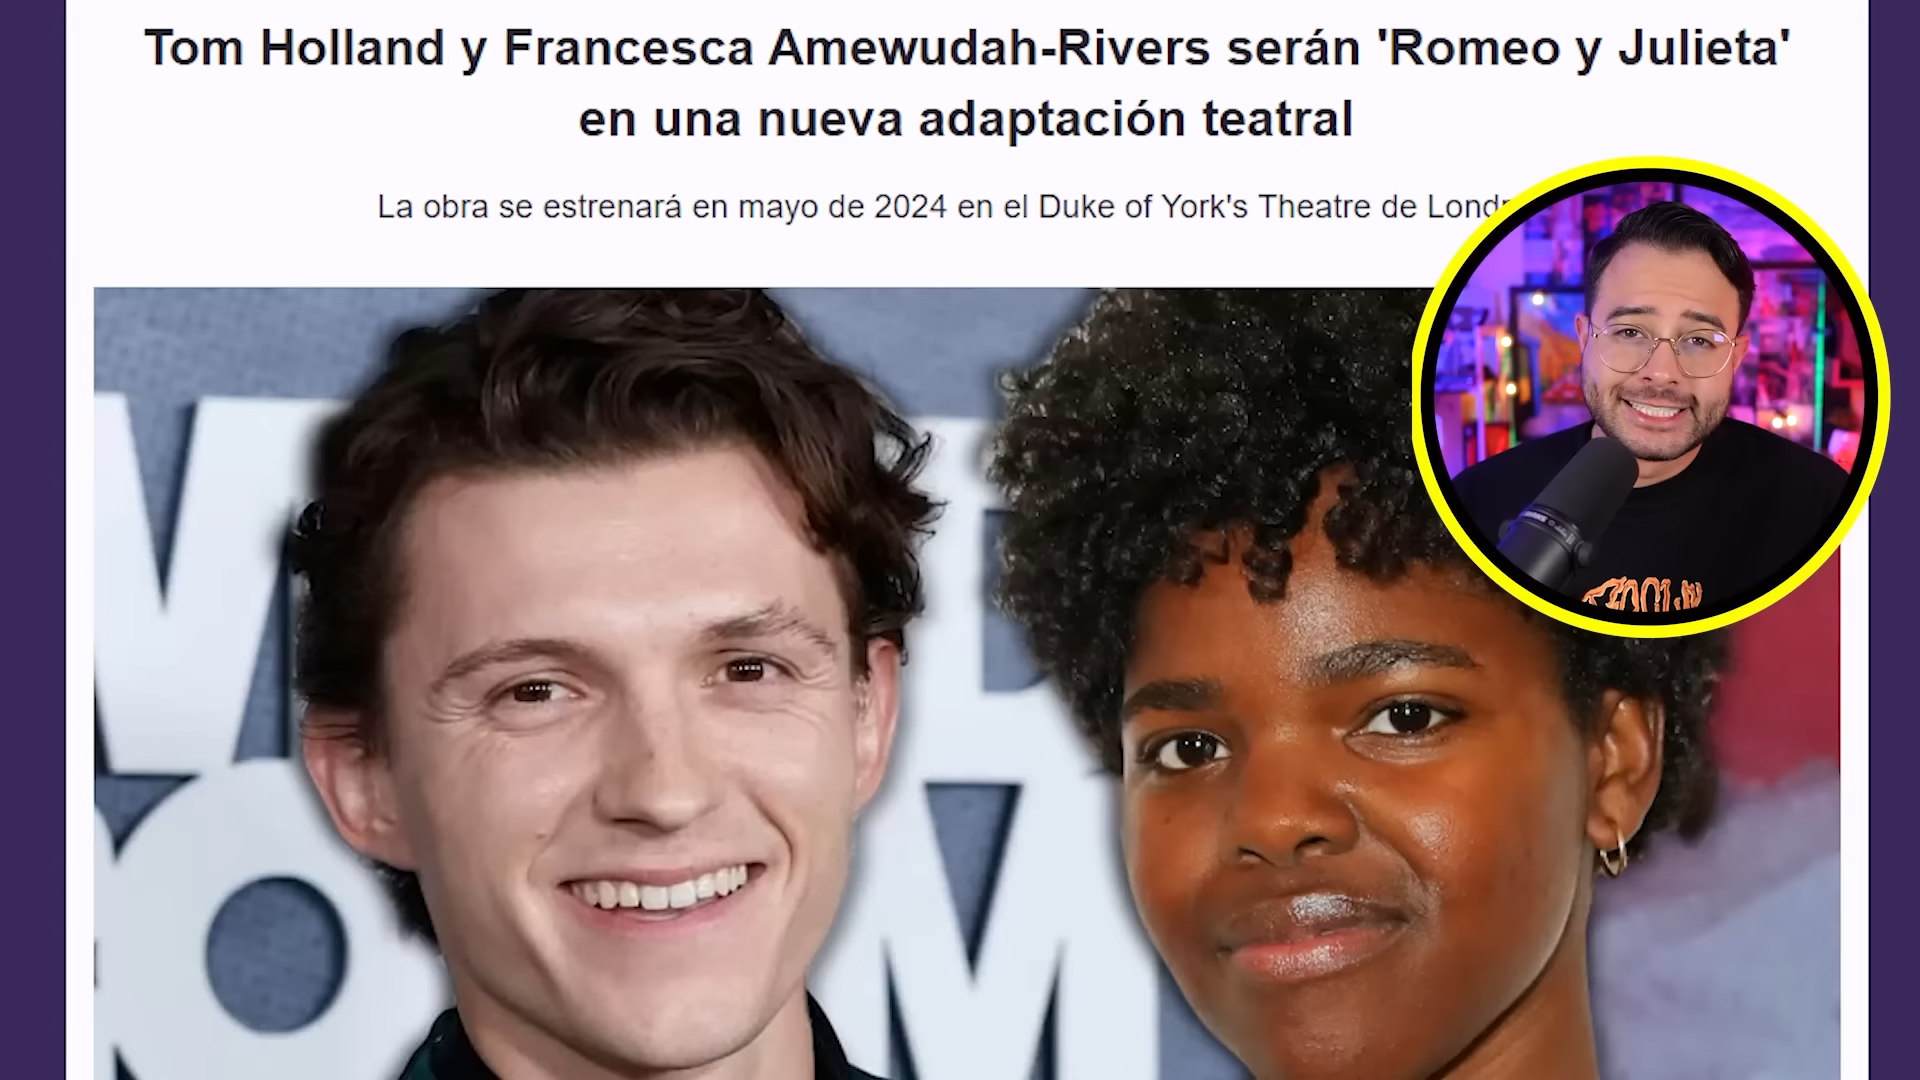 Tom Holland y Francesca Amewudah-Rivers serán 'Romeo y Julieta'
en una nueva adaptación teatral
La obra se estrenará en mayo de 2024 en el Duke of York's Theatre de